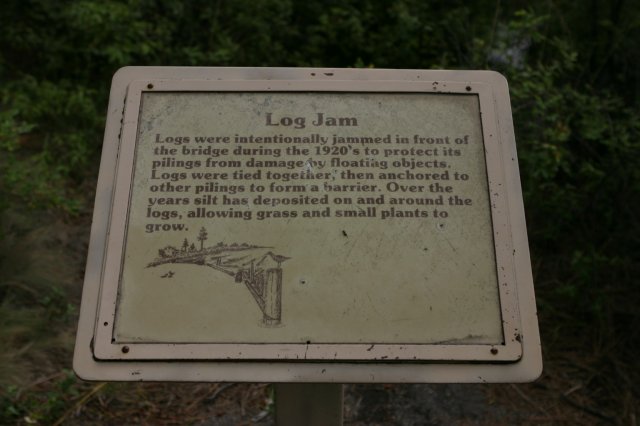 Log Jam
Logs were intentionally jammed in front of
the bridge during the 1920's to protect its
pilings from damage by floating objects.
Logs were tied together, then anchored to
other pilings to form a barrier. Over the
years silt has deposited on and around the
logs, allowing grass and small plants to
grow.